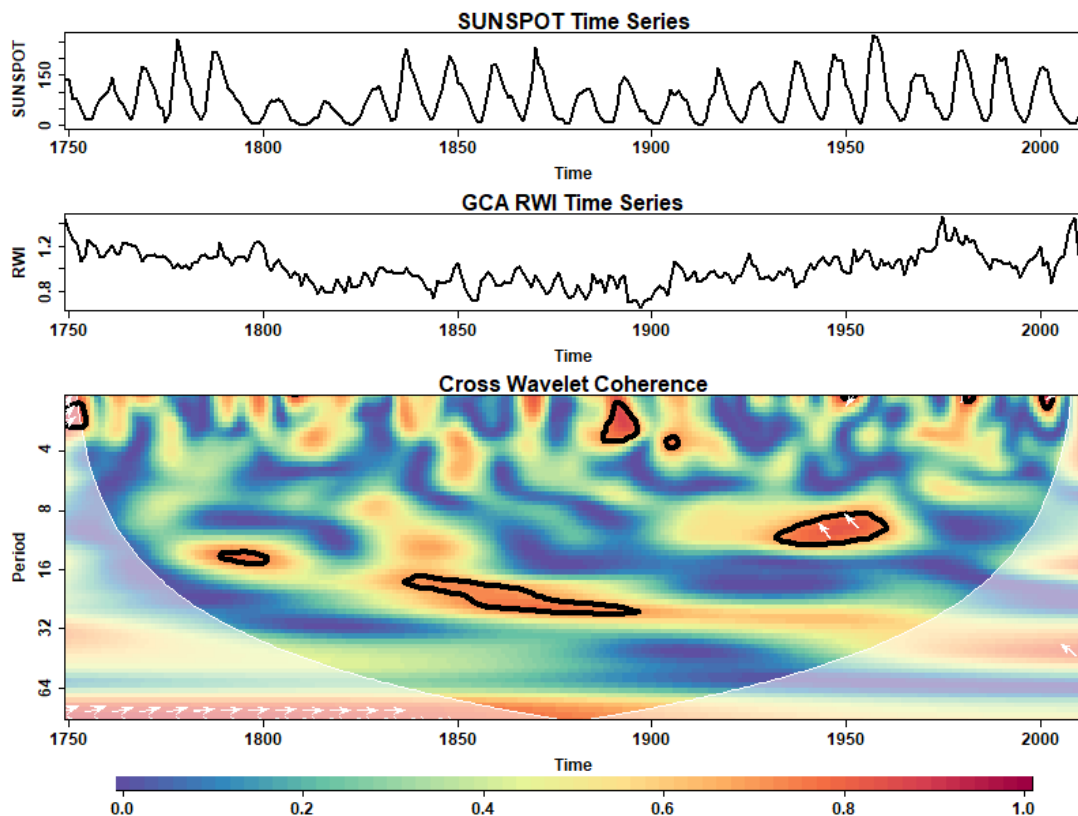 SUNSPOT Time Series
SUNSPOT
150
0
1750 1800 1850 1900 1950 2000
Time
GCA RWI Time Series
RWI
1.2
0.8
1750 1800 1850 1900 1950 2000
Time
Cross Wavelet Coherence
Period
4
8
16
32
64
1750 1800 1850 1900 1950 2000
Time
0.0 0.2 0.4 0.6 0.8 1.0